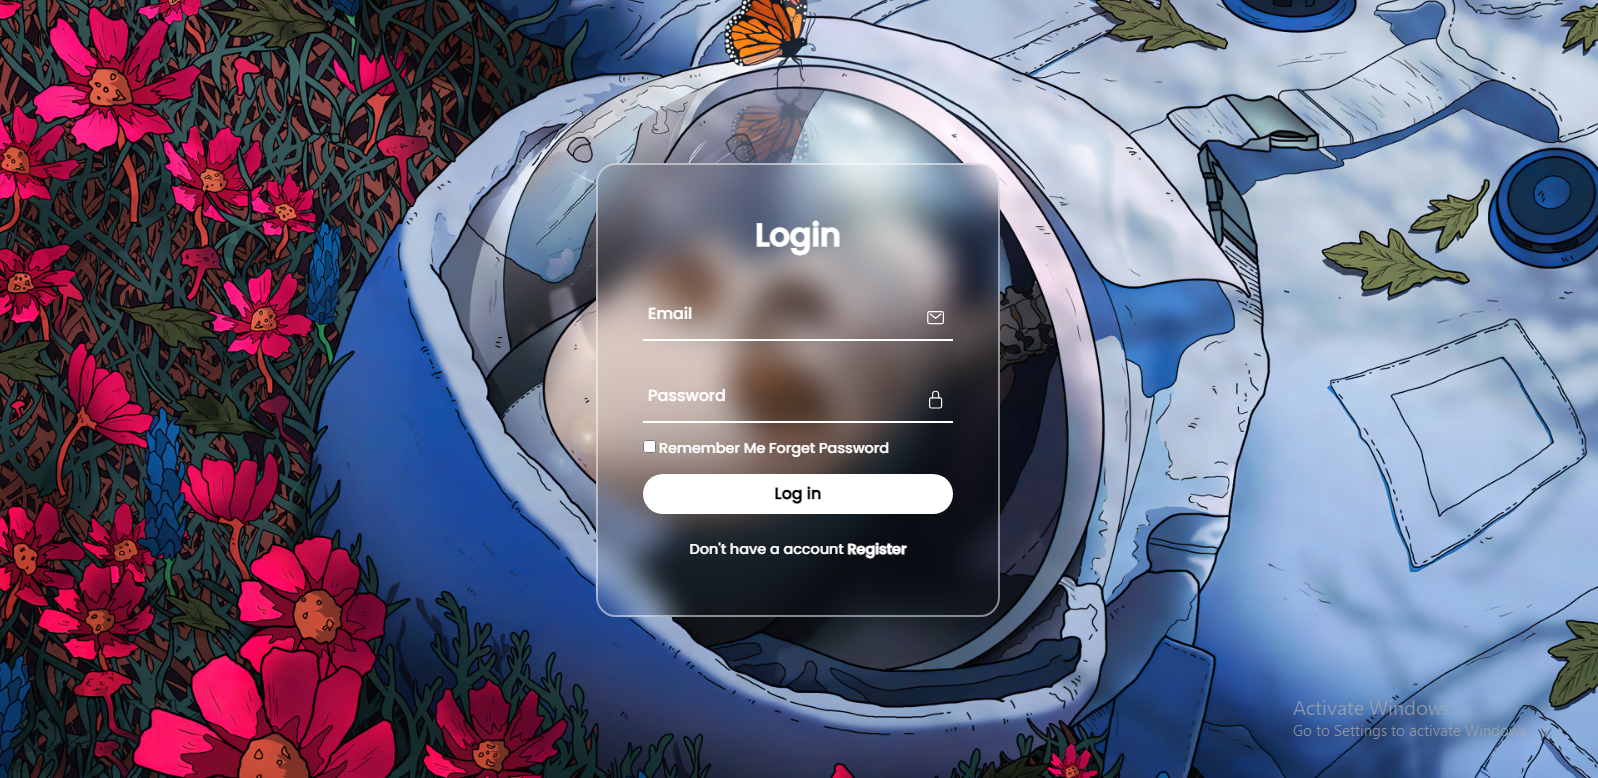 Login
Email
Password
Remember Me Forget Password
Log in
Don't have a account Register
Activate Windows
Go to Settings to activate Windows.